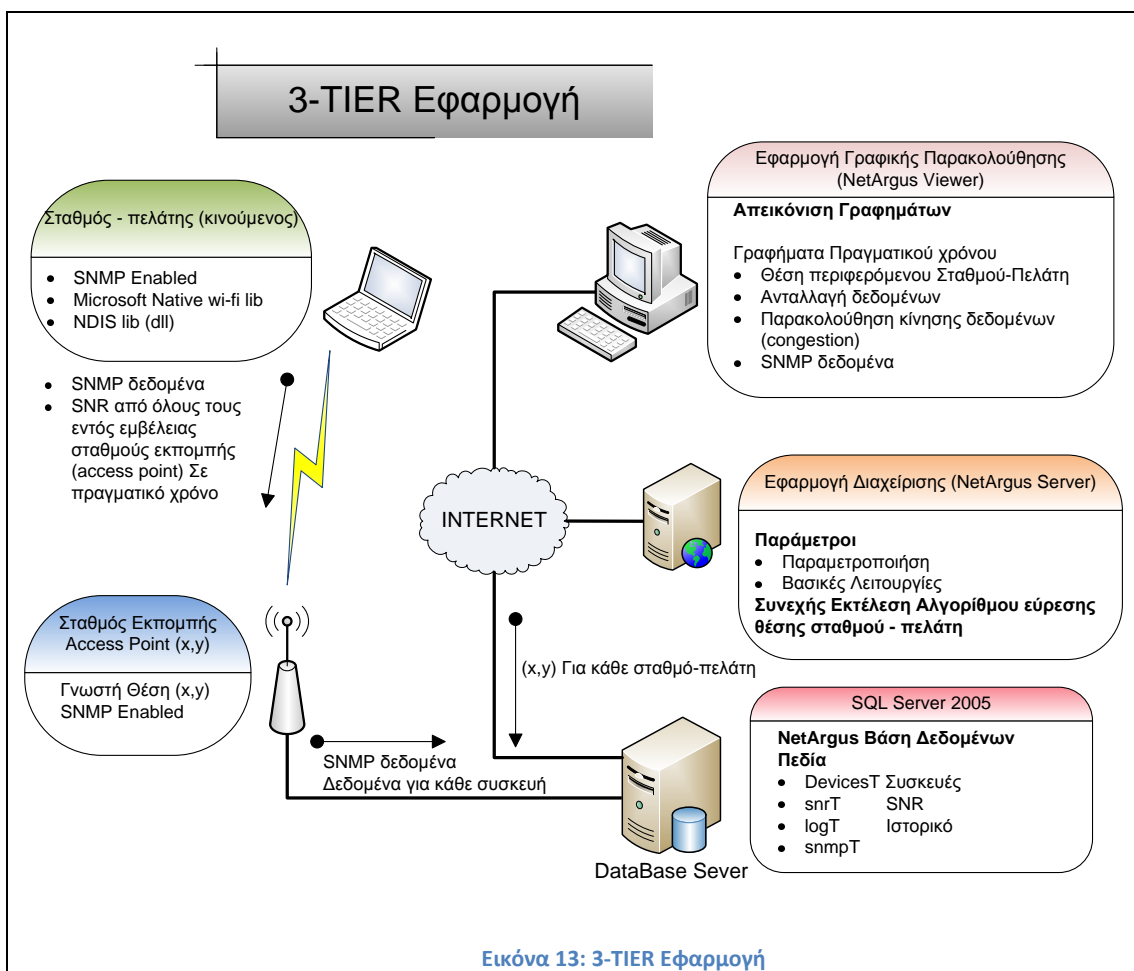 3-TIER Εφαρμογή
Σταθμός - πελάτης (κινούμενος)
• SNMP Enabled
• Microsoft Native wi-fi lib
• NDIS lib (dll)
• SNMP δεδομένα
• SNR από όλους τους
εντός εμβέλειας
σταθμούς εκπομπής
(access point) Σε
πραγματικό χρόνο
Σταθμός Εκπομπής
Access Point (x,y)
Γνωστή Θέση (x,y)
SNMP Enabled
SNMP δεδομένα
Δεδομένα για κάθε συσκευή
INTERNET
(x,y) Για κάθε σταθμό-πελάτη
DataBase Sever
Εφαρμογή Γραφικής Παρακολούθησης
(NetArgus Viewer)
Απεικόνιση Γραφημάτων
Γραφήματα Πραγματικού χρόνου
• Θέση περιφερόμενου Σταθμού-Πελάτη
• Ανταλλαγή δεδομένων
• Παρακολούθηση κίνησης δεδομένων
(congestion)
• SNMP δεδομένα
Εφαρμογή Διαχείρισης (NetArgus Server)
Παράμετροι
• Παραμετροποίηση
• Βασικές Λειτουργίες
Συνεχής Εκτέλεση Αλγορίθμου εύρεσης
θέσης σταθμού - πελάτη
SQL Server 2005
NetArgus Βάση Δεδομένων
Πεδία
• DevicesT Συσκευές
• snrT SNR
• logT Ιστορικό
• snmpT
Εικόνα 13: 3-TIER Εφαρμογή